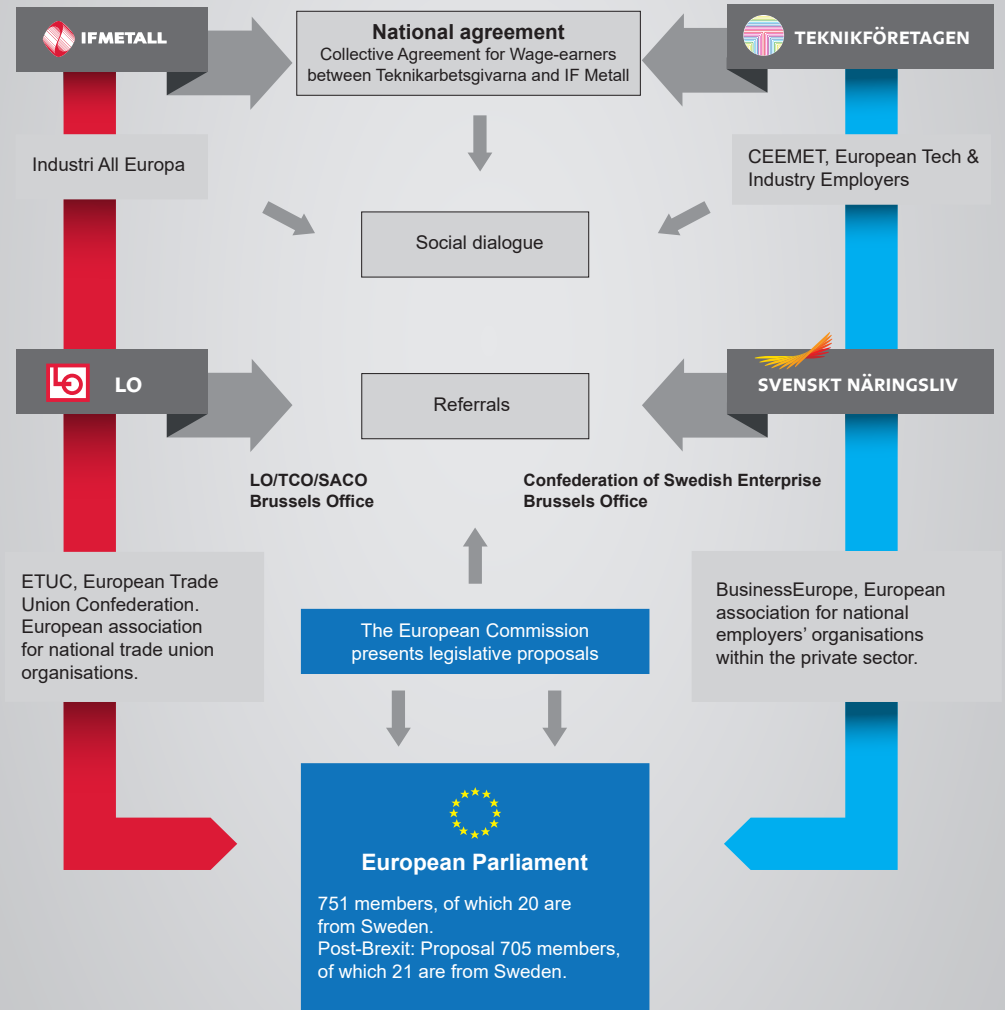 IF METALL
National agreement
Collective Agreement for Wage-earners
between Teknikarbetsgivarna and IF Metall
TEKNIKFÖRETAGEN
Industri All Europa
CEEMET, European Tech &
Industry Employers
Social dialogue
LO LO
Referrals
SVENSKT NÄRINGSLIV
LO/TCO/SACO
Brussels Office
Confederation of Swedish Enterprise
Brussels Office
ETUC, European Trade
Union Confederation.
European association
for national trade union
organisations.
The European Commission
presents legislative proposals
BusinessEurope, European
association for national
employers’ organisations
within the private sector.
European Parliament
751 members, of which 20 are
from Sweden.
Post-Brexit: Proposal 705 members,
of which 21 are from Sweden.